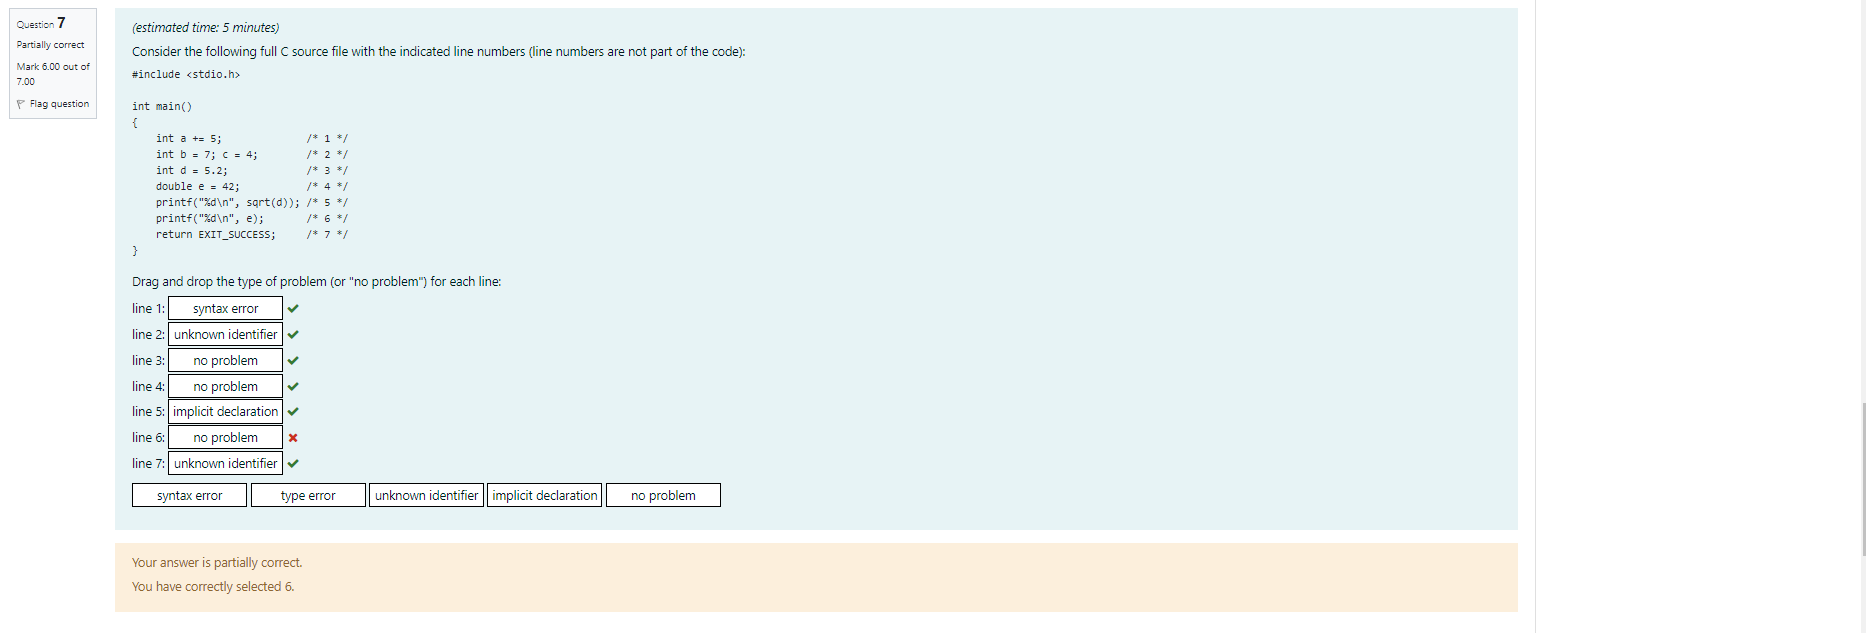 Question 7
Partially correct
Mark 6.00 out of
7.00
Flag question
(estimated time: 5 minutes)
Consider the following full C source file with the indicated line numbers (line numbers are not part of the code):
#include <stdio.h>
int main()
{
    int a += 5;              /* 1 */
    int b = 7; c = 4;        /* 2 */
    int d = 5.2;             /* 3 */
    double e = 42;           /* 4 */
    printf("%d\n", sqrt(d)); /* 5 */
    printf("%d\n", e);       /* 6 */
    return EXIT_SUCCESS;     /* 7 */
}
Drag and drop the type of problem (or "no problem") for each line:
line 1: syntax error
line 2: unknown identifier
line 3: no problem
line 4: no problem
line 5: implicit declaration
line 6: no problem
line 7: unknown identifier
syntax error type error unknown identifier implicit declaration no problem
Your answer is partially correct.
You have correctly selected 6.